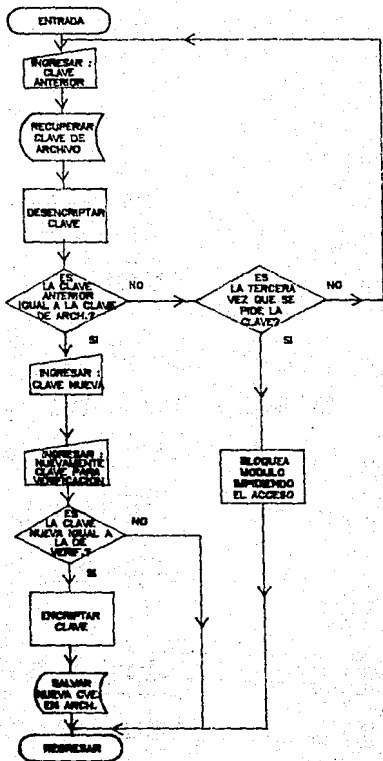 ENTRADA
INGRESAR :
CLAVE
ANTERIOR
RECUPERAR
CLAVE DE
ARCHIVO
DESENCRIPTAR
CLAVE
ES
LA CLAVE
ANTERIOR
IGUAL A LA CLAVE
DE ARCH.?
NO
SI
ES
LA TERCERA
VEZ QUE SE
PIDE LA
CLAVE?
NO
SI
INGRESAR :
CLAVE NUEVA
INGRESAR :
NUEVAMENTE
CLAVE PARA
VERIFICACION
BLOQUEA
MODULO
IMPIDIENDO
EL ACCESO
ES
LA CLAVE
NUEVA IGUAL A
LA DE
VERIF.?
NO
SI
ENCRIPTAR
CLAVE
SALVAR
NUEVA CVE.
EN ARCH.
REGRESAR